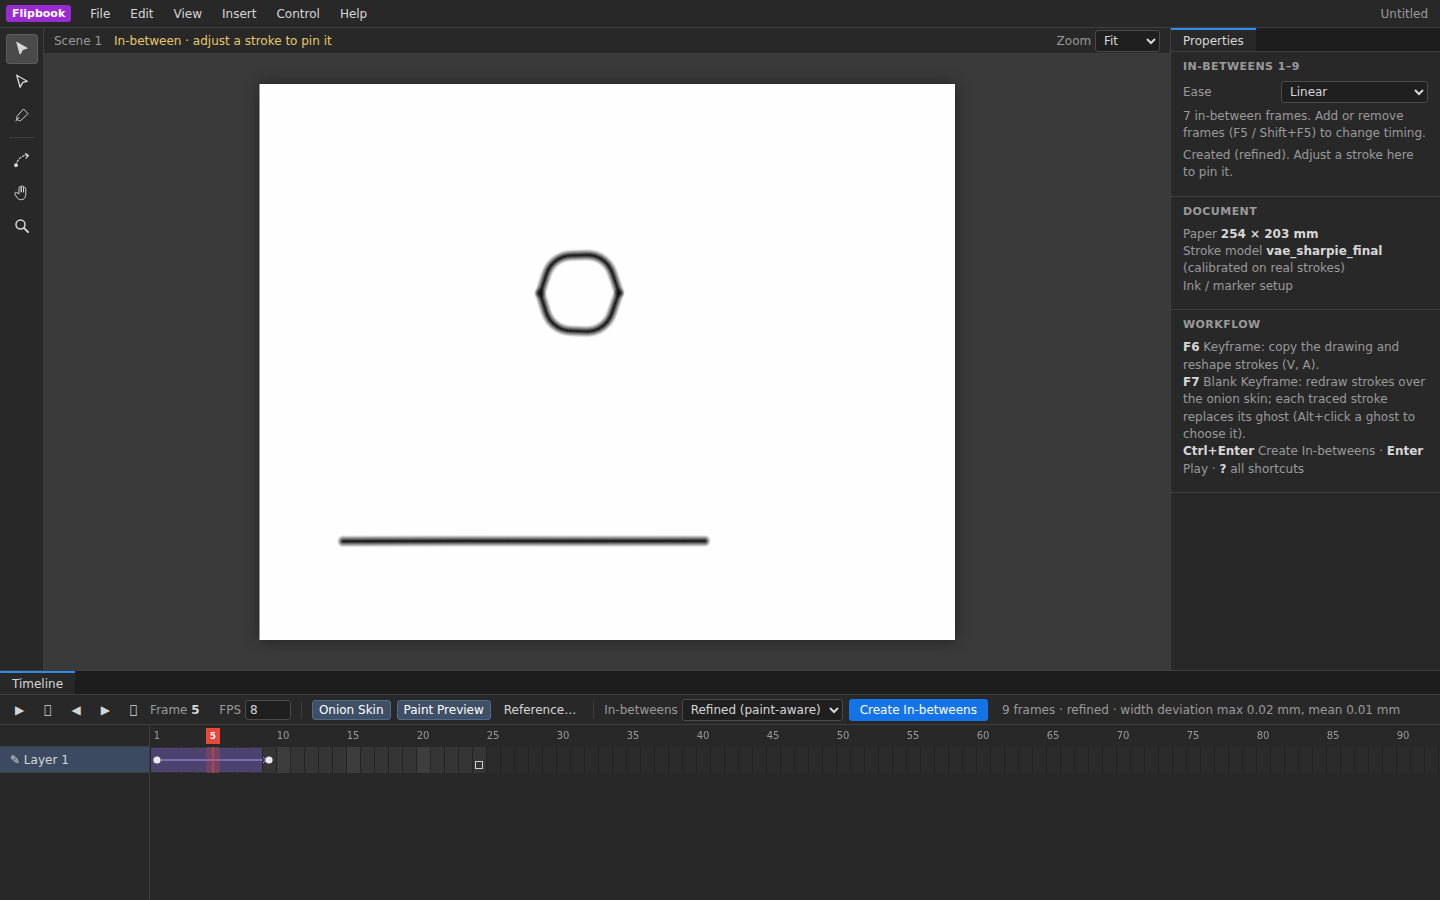 Flipbook File Edit View Insert Control Help Untitled
Scene 1 In-between · adjust a stroke to pin it Zoom Fit
Properties
IN-BETWEENS 1–9
Ease Linear
7 in-between frames. Add or remove
frames (F5 / Shift+F5) to change timing.
Created (refined). Adjust a stroke here
to pin it.
DOCUMENT
Paper 254 × 203 mm
Stroke model vae_sharpie_final
(calibrated on real strokes)
Ink / marker setup
WORKFLOW
F6 Keyframe: copy the drawing and
reshape strokes (V, A).
F7 Blank Keyframe: redraw strokes over
the onion skin; each traced stroke
replaces its ghost (Alt+click a ghost to
choose it).
Ctrl+Enter Create In-betweens · Enter
Play · ? all shortcuts
Timeline
Frame 5 FPS 8 Onion Skin Paint Preview Reference... In-betweens Refined (paint-aware) Create In-betweens 9 frames · refined · width deviation max 0.02 mm, mean 0.01 mm
1 5 10 15 20 25 30 35 40 45 50 55 60 65 70 75 80 85 90
Layer 1